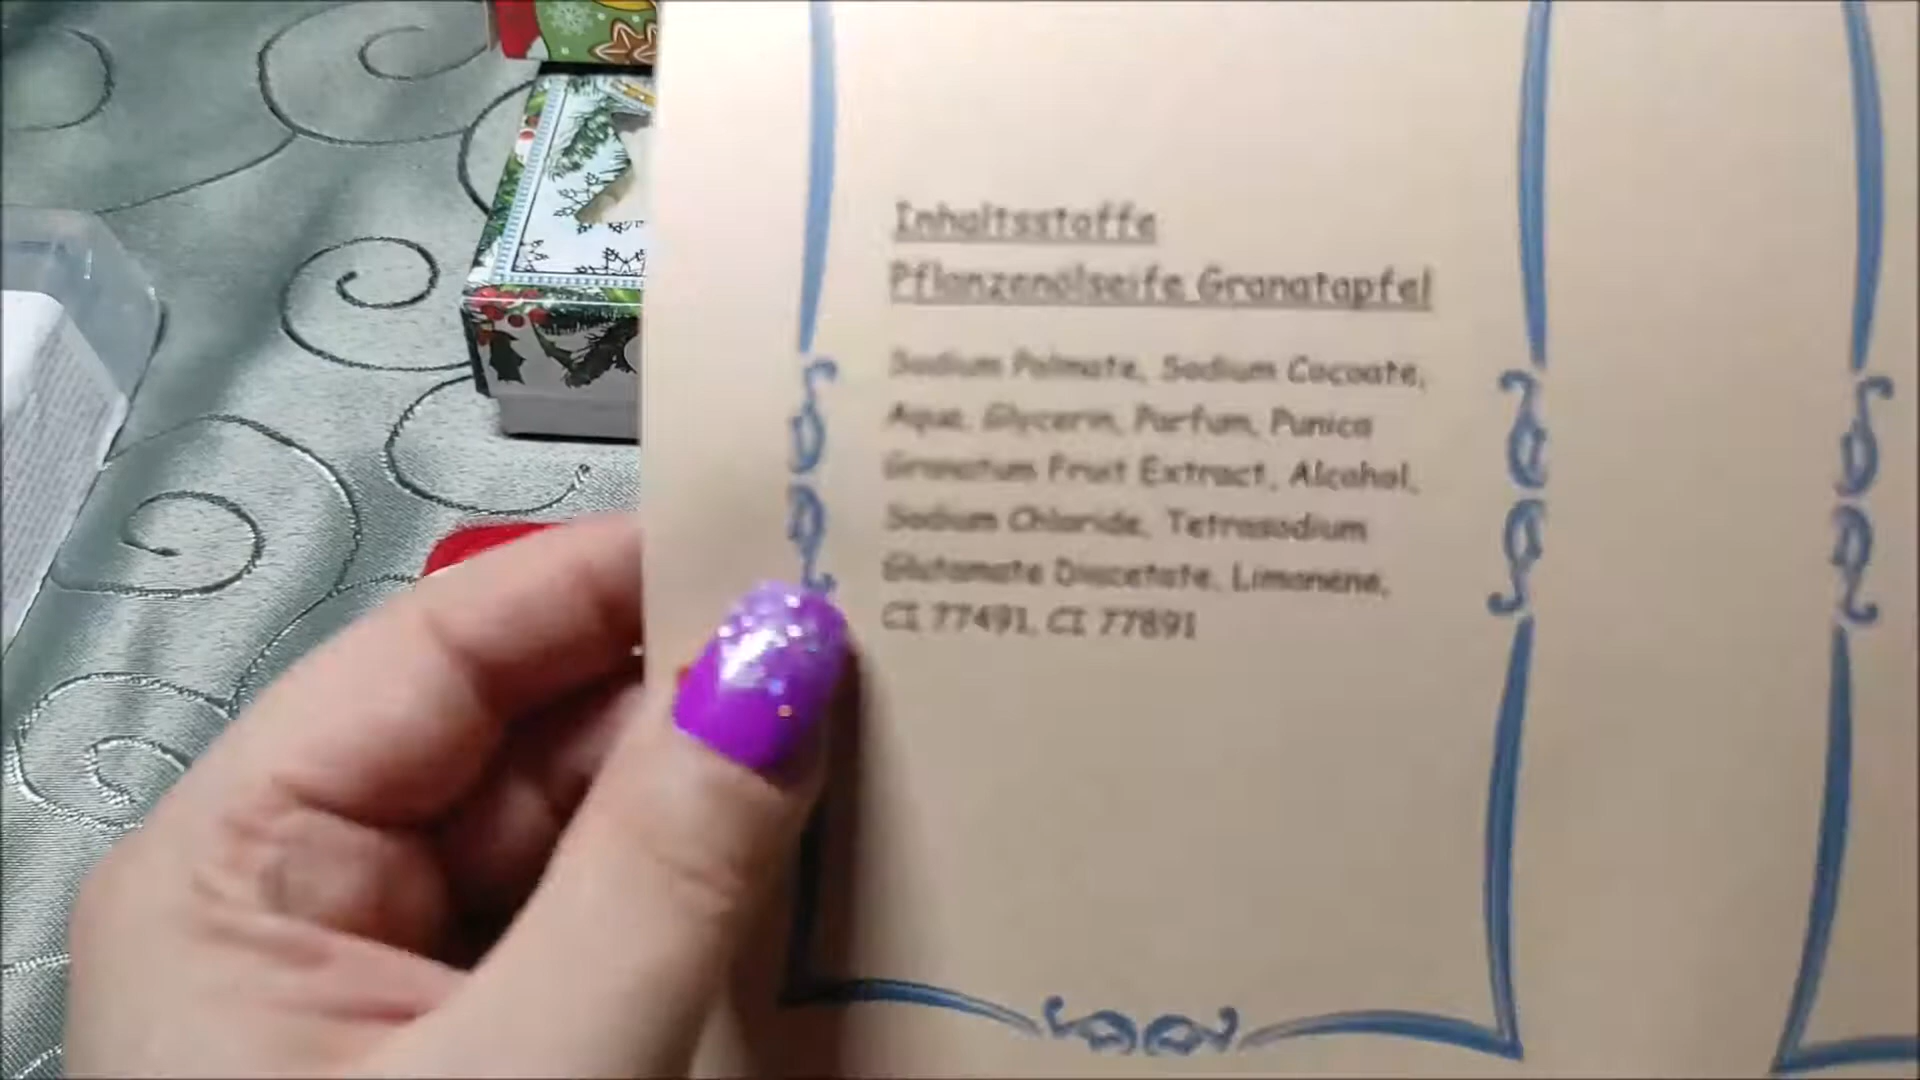 Inhaltsstoffe
Pflanzenölseife Granatapfel
Sodium Palmate, Sodium Cocoate,
Aqua, Glycerin, Parfum, Punica
Granatum Fruit Extract, Alcohol,
Sodium Chloride, Tetrasodium
Glutamate Diacetate, Limonene,
CI 77491, CI 77891